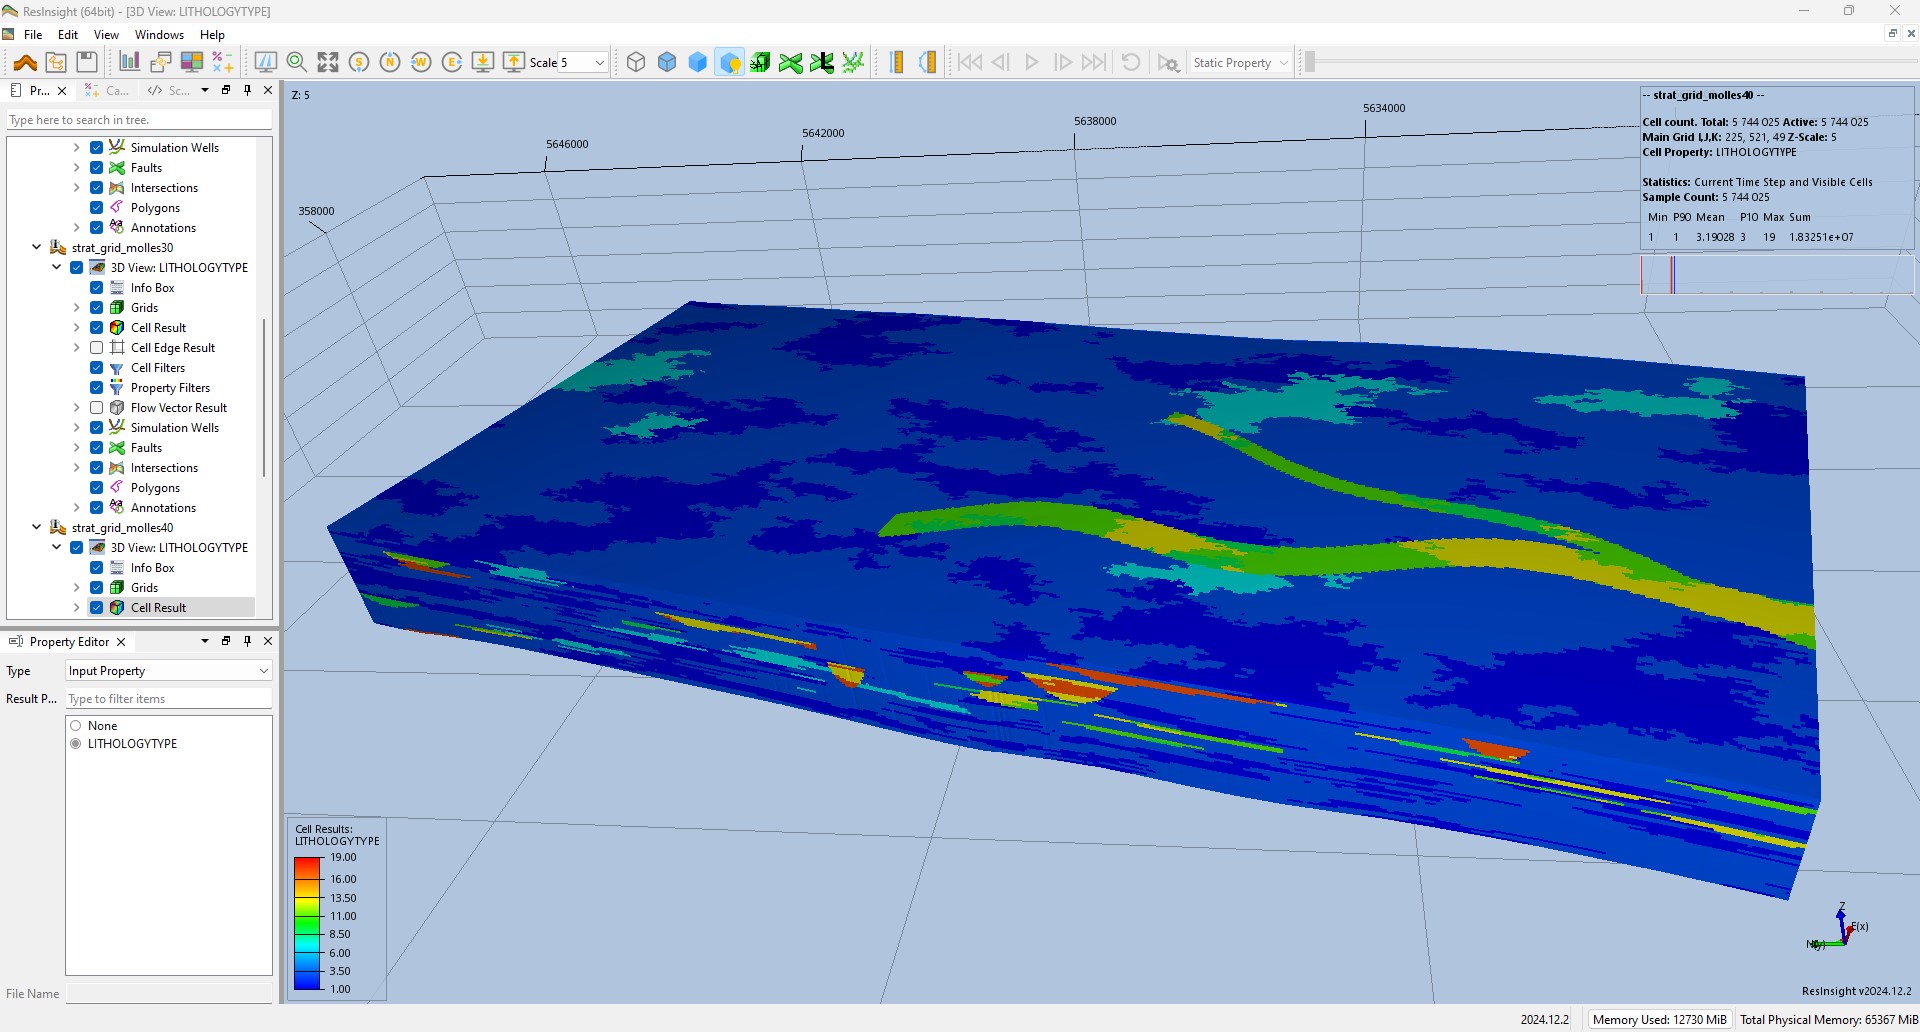 ResInsight (64bit) - [3D View: LITHOLOGYTYPE]
File Edit View Windows Help
Scale 5
Static Property
Pr... Ca... Sc...
Type here to search in tree.
Simulation Wells
Faults
Intersections
Polygons
Annotations
strat_grid_molles30
3D View: LITHOLOGYTYPE
Info Box
Grids
Cell Result
Cell Edge Result
Cell Filters
Property Filters
Flow Vector Result
Simulation Wells
Faults
Intersections
Polygons
Annotations
strat_grid_molles40
3D View: LITHOLOGYTYPE
Info Box
Grids
Cell Result
Property Editor
Type Input Property
Result P... Type to filter items
None
LITHOLOGYTYPE
File Name
Z: 5
358000
5646000
5642000
5638000
5634000
-- strat_grid_molles40 --
Cell count. Total: 5 744 025 Active: 5 744 025
Main Grid I,J,K: 225, 521, 49 Z-Scale: 5
Cell Property: LITHOLOGYTYPE
Statistics: Current Time Step and Visible Cells
Sample Count: 5 744 025
Min P90 Mean P10 Max Sum
1 1 3.19028 3 19 1.83251e+07
Cell Results:
LITHOLOGYTYPE
19.00
16.00
13.50
11.00
8.50
6.00
3.50
1.00
Z
E(x)
N(y)
ResInsight v2024.12.2
2024.12.2 Memory Used: 12730 MiB Total Physical Memory: 65367 MiB